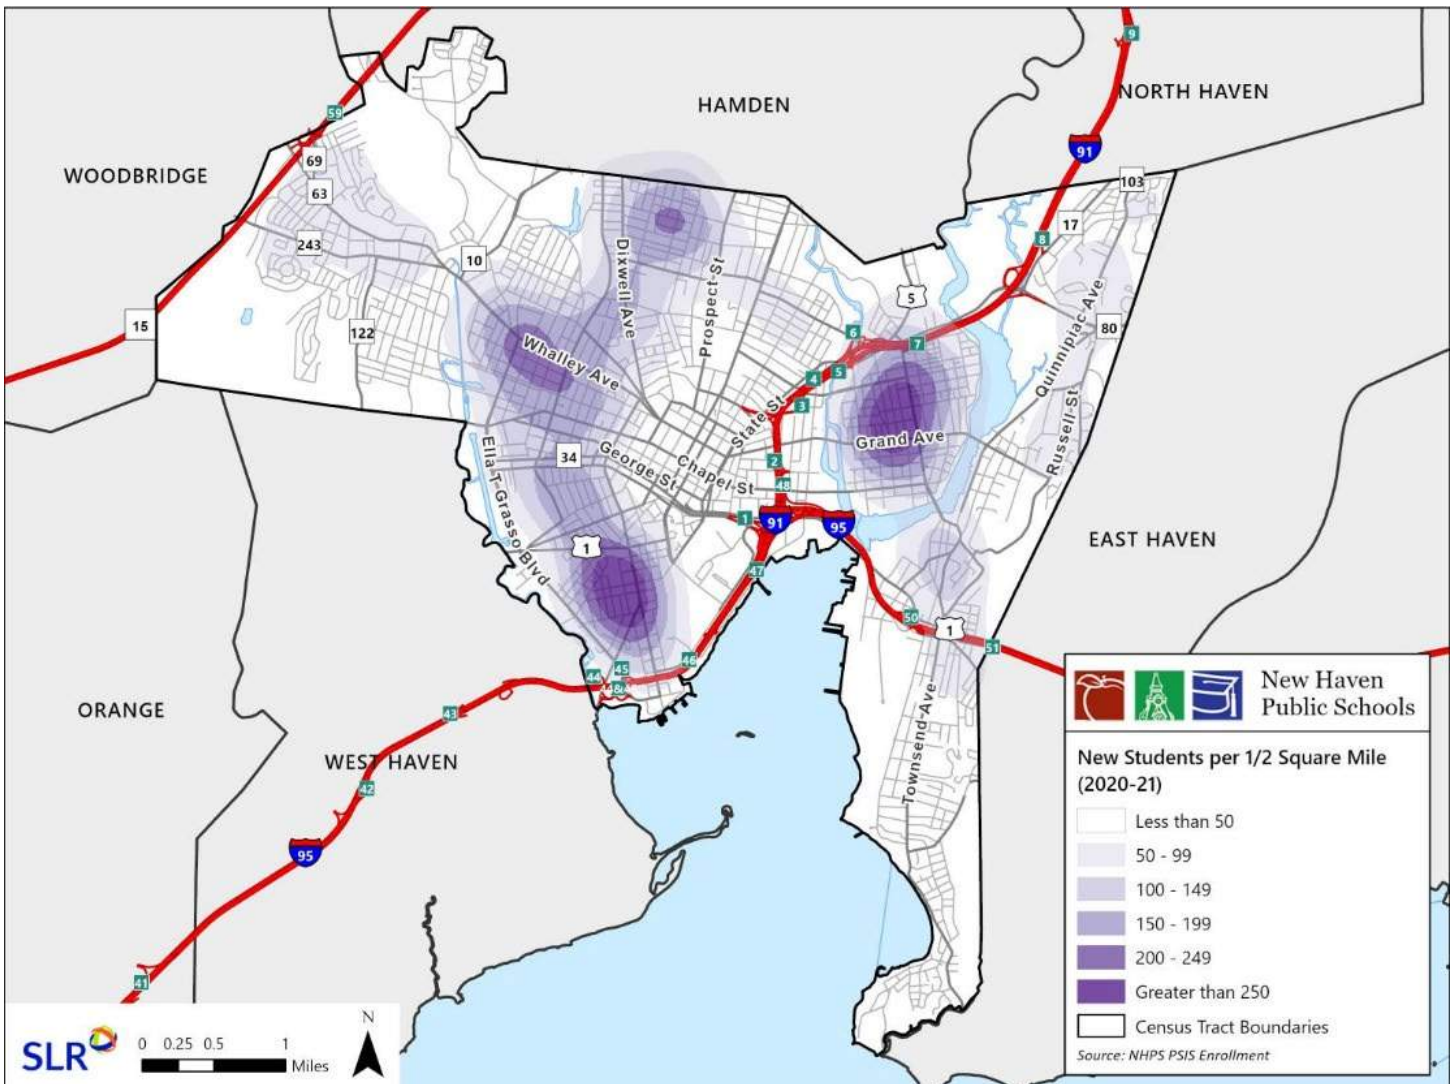 HAMDEN
NORTH HAVEN
WOODBRIDGE
9
59
69
91
103
63
17
243
8
10
5
15
122
80
6
7
4
5
3
2
48
1
91
95
1
47
34
50
1
51
44
45
46
43
42
95
41
Dixwell Ave
Prospect St
Whalley Ave
State St
Quinnipiac Ave
Russell St
Grand Ave
Ella T Grasso Blvd
George St
Chapel St
Townsend Ave
EAST HAVEN
ORANGE
WEST HAVEN
New Haven
Public Schools
New Students per 1/2 Square Mile
(2020-21)
Less than 50
50 - 99
100 - 149
150 - 199
200 - 249
Greater than 250
Census Tract Boundaries
Source: NHPS PSIS Enrollment
SLR
0 0.25 0.5 1
Miles
N